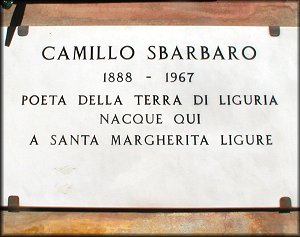 CAMILLO SBARBARO
1888 - 1967
POETA DELLA TERRA DI LIGURIA
NACQUE QUI
A SANTA MARGHERITA LIGURE